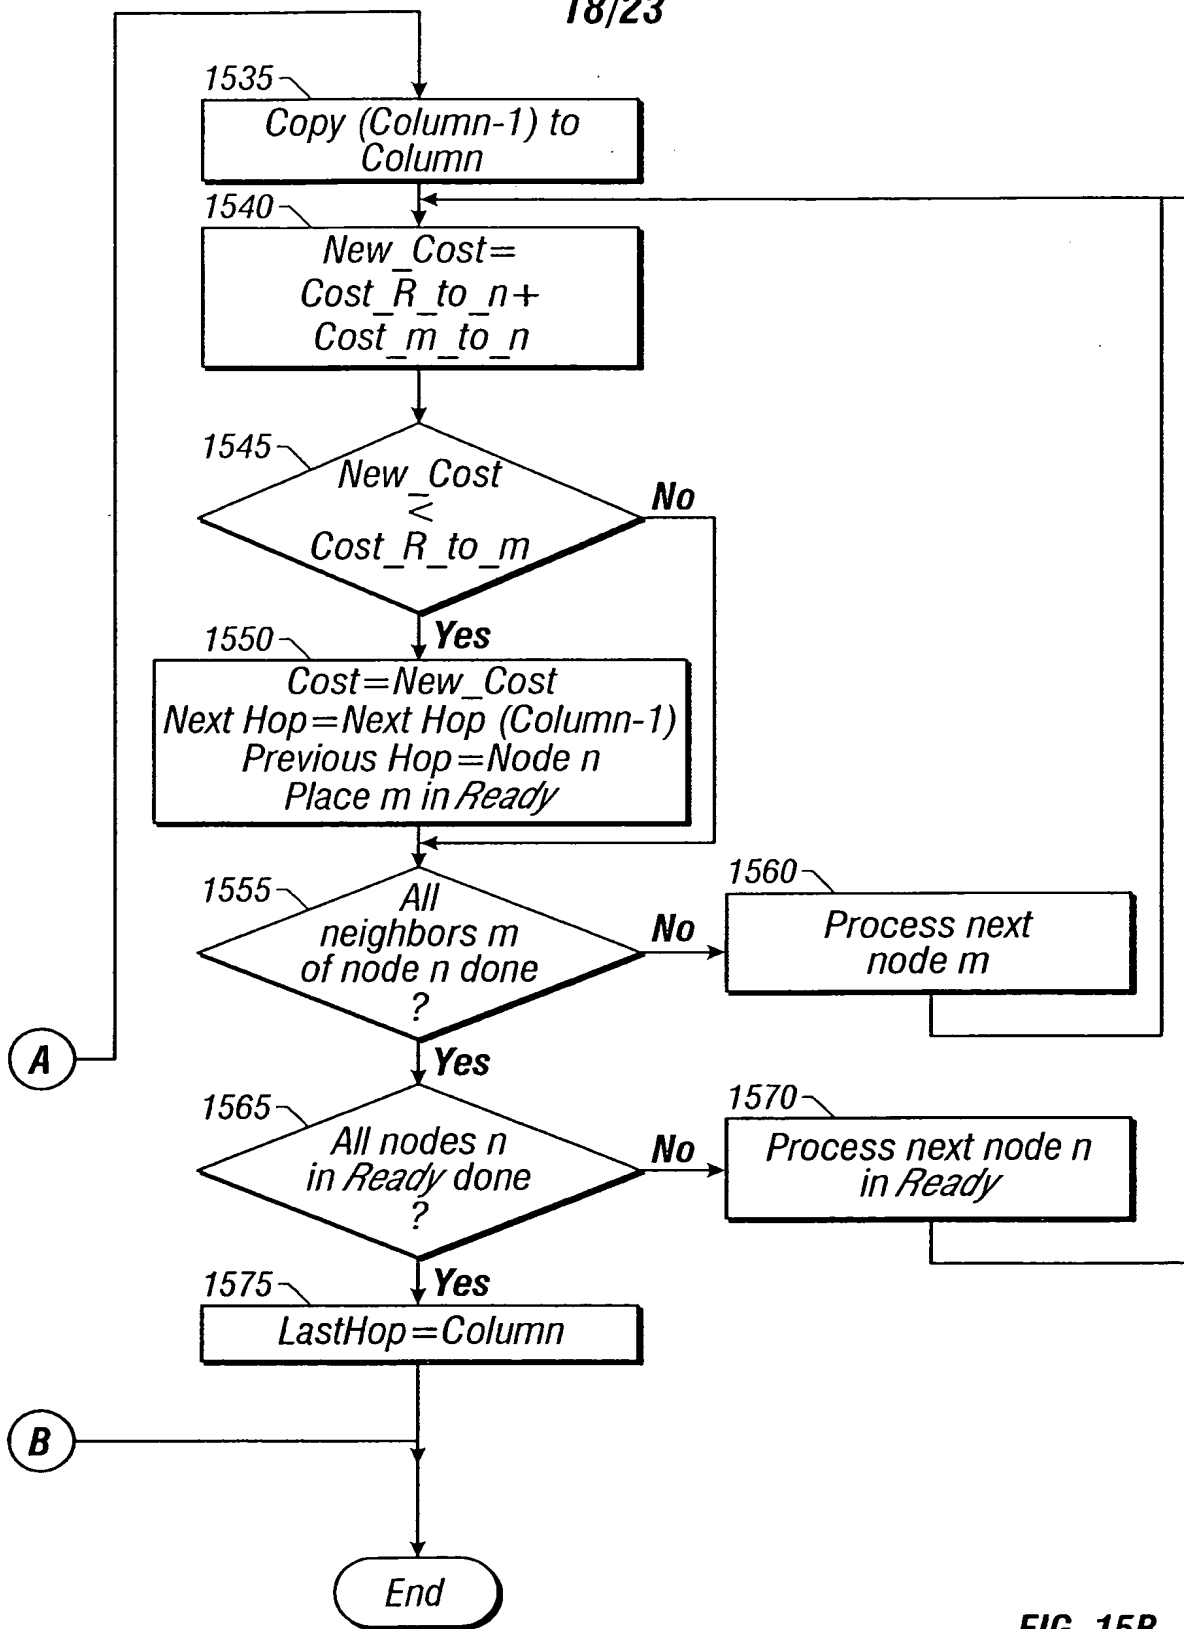 18/23
1535
Copy (Column-1) to
Column
1540
New_Cost=
Cost_R_to_n+
Cost_m_to_n
1545
New_Cost
<
Cost_R_to_m
No
Yes
1550
Cost=New_Cost
Next Hop=Next Hop (Column-1)
Previous Hop=Node n
Place m in Ready
1555
All
neighbors m
of node n done
?
No
1560
Process next
node m
A
Yes
1565
All nodes n
in Ready done
?
No
1570
Process next node n
in Ready
Yes
1575
LastHop=Column
B
End
FIG. 15B